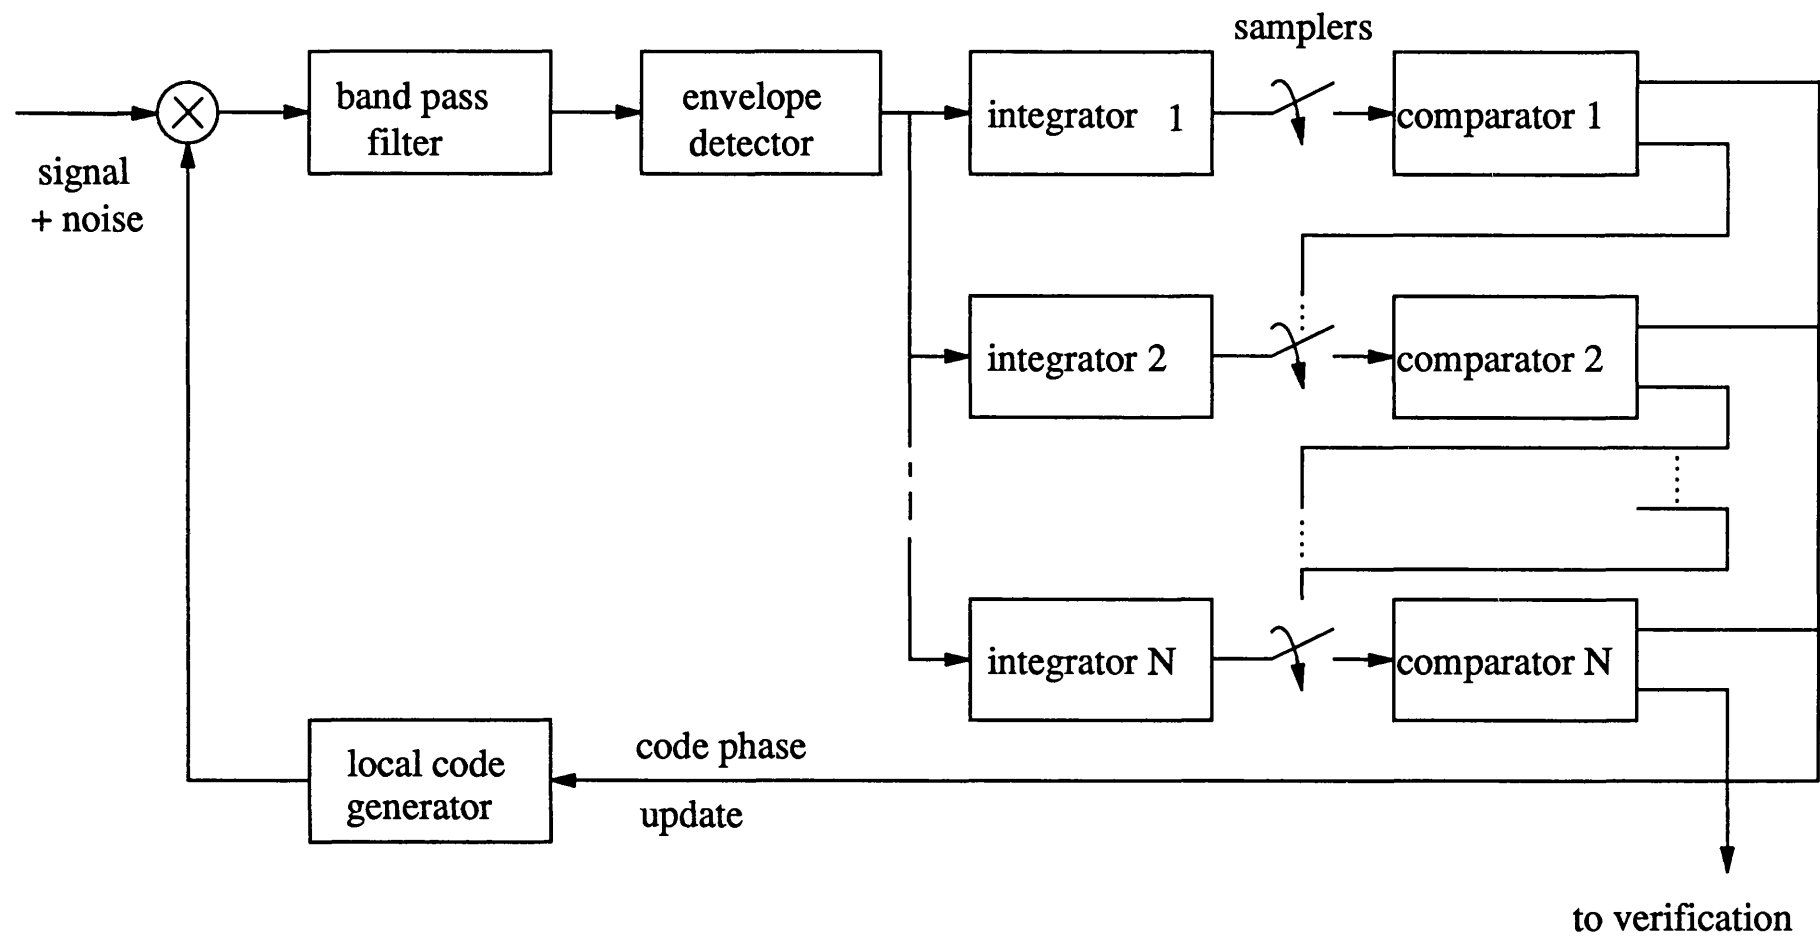 samplers
band pass
filter
envelope
detector
integrator 1
comparator 1
signal
+ noise
integrator 2
comparator 2
integrator N
comparator N
local code
generator
code phase
update
to verification